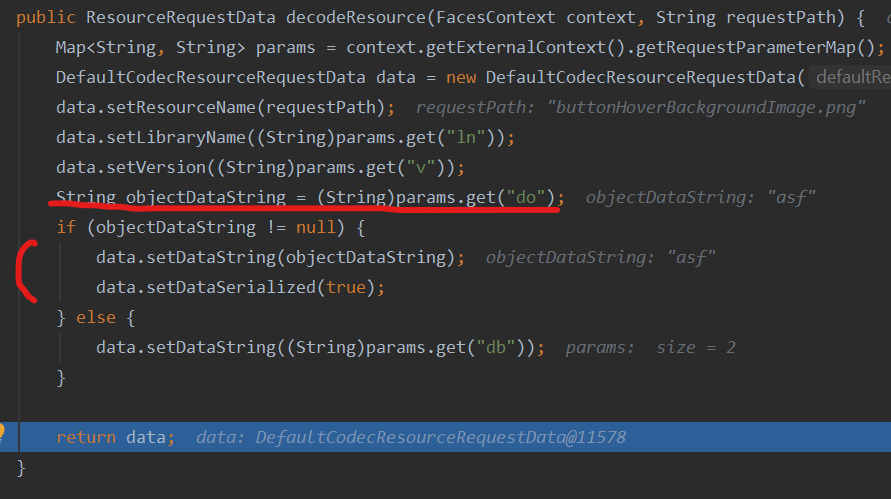 public ResourceRequestData decodeResource(FacesContext context, String requestPath) {
Map<String, String> params = context.getExternalContext().getRequestParameterMap();
DefaultCodecResourceRequestData data = new DefaultCodecResourceRequestData( defaultRe
data.setResourceName(requestPath); requestPath: "buttonHoverBackgroundImage.png"
data.setLibraryName((String)params.get("ln"));
data.setVersion((String)params.get("v"));
String objectDataString = (String)params.get("do"); objectDataString: "asf"
if (objectDataString != null) {
data.setDataString(objectDataString); objectDataString: "asf"
data.setDataSerialized(true);
} else {
data.setDataString((String)params.get("db")); params: size = 2
}
return data; data: DefaultCodecResourceRequestData@11578
}